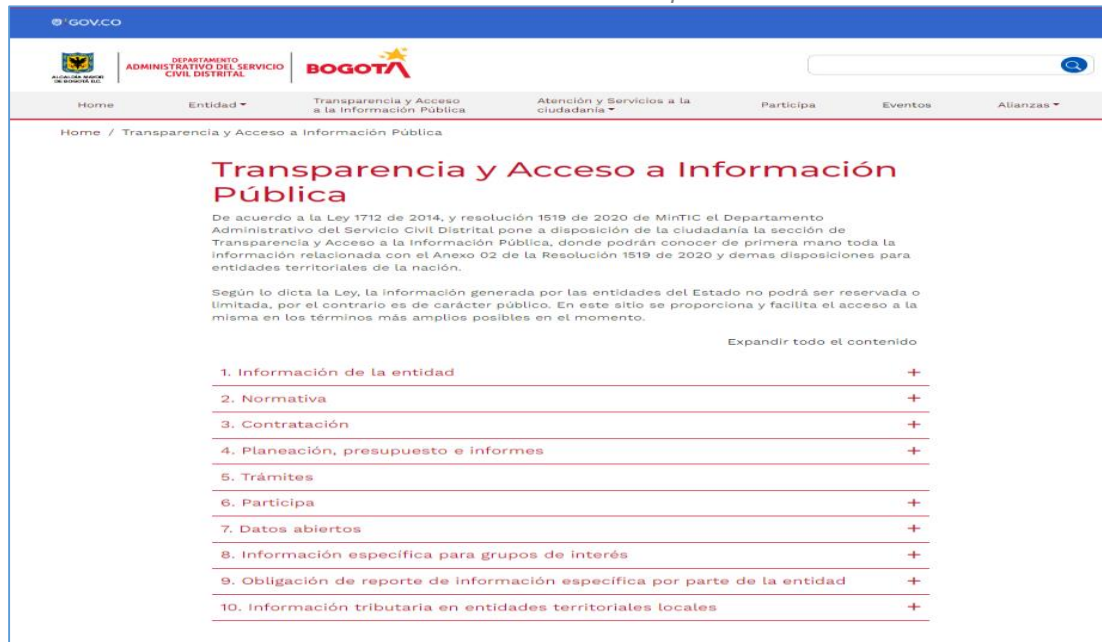 GOV.CO
ALCALDÍA MAYOR
DE BOGOTÁ D.C.
DEPARTAMENTO
ADMINISTRATIVO DEL SERVICIO
CIVIL DISTRITAL
BOGOTÁ
Home Entidad Transparencia y Acceso a la Información Pública Atención y Servicios a la ciudadanía Participa Eventos Alianzas
Home / Transparencia y Acceso a Información Pública
Transparencia y Acceso a Información
Pública
De acuerdo a la Ley 1712 de 2014, y resolución 1519 de 2020 de MinTIC el Departamento
Administrativo del Servicio Civil Distrital pone a disposición de la ciudadanía la sección de
Transparencia y Acceso a la Información Pública, donde podrán conocer de primera mano toda la
información relacionada con el Anexo 02 de la Resolución 1519 de 2020 y demas disposiciones para
entidades territoriales de la nación.
Según lo dicta la Ley, la información generada por las entidades del Estado no podrá ser reservada o
limitada, por el contrario es de carácter público. En este sitio se proporciona y facilita el acceso a la
misma en los términos más amplios posibles en el momento.
Expandir todo el contenido
1. Información de la entidad +
2. Normativa +
3. Contratación +
4. Planeación, presupuesto e informes +
5. Trámites
6. Participa +
7. Datos abiertos +
8. Información específica para grupos de interés +
9. Obligación de reporte de información específica por parte de la entidad +
10. Información tributaria en entidades territoriales locales +